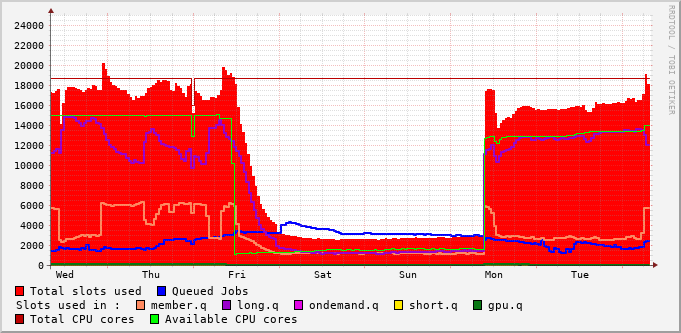 24000
22000
20000
18000
16000
14000
12000
10000
8000
6000
4000
2000
0
Wed Thu Fri Sat Sun Mon Tue
RRDTOOL / TOBI OETIKER
Total slots used Queued Jobs
Slots used in : member.q long.q ondemand.q short.q gpu.q
Total CPU cores Available CPU cores